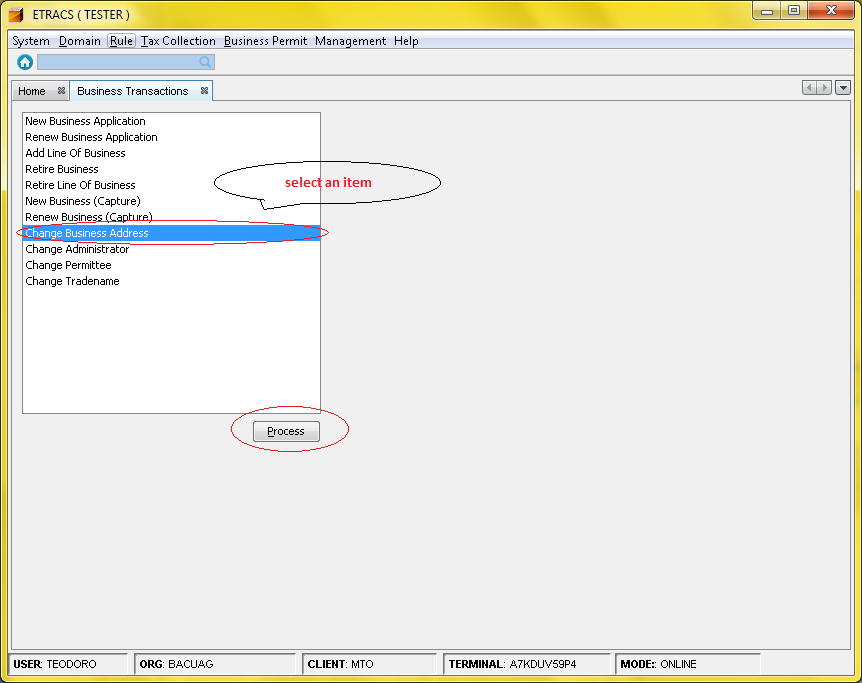 ETRACS ( TESTER )
System Domain Rule Tax Collection Business Permit Management Help
Home Business Transactions
New Business Application
Renew Business Application
Add Line Of Business
Retire Business
Retire Line Of Business
select an item
New Business (Capture)
Renew Business (Capture)
Change Business Address
Change Administrator
Change Permittee
Change Tradename
Process
USER: TEODORO ORG: BACUAG CLIENT: MTO TERMINAL: A7KDUV59P4 MODE:: ONLINE